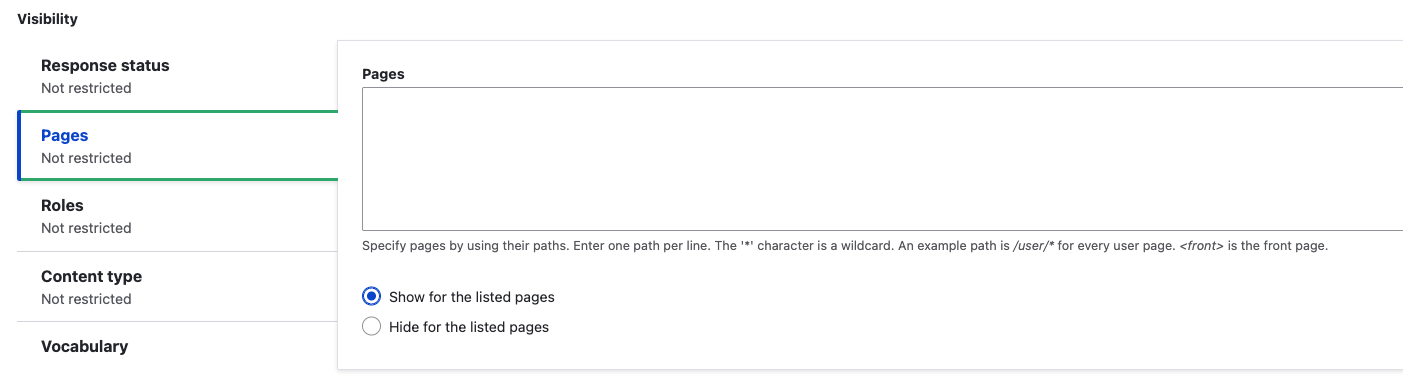 Visibility
Response status
Not restricted
Pages
Not restricted
Roles
Not restricted
Content type
Not restricted
Vocabulary
Pages
Specify pages by using their paths. Enter one path per line. The '*' character is a wildcard. An example path is /user/* for every user page. <front> is the front page.
Show for the listed pages
Hide for the listed pages